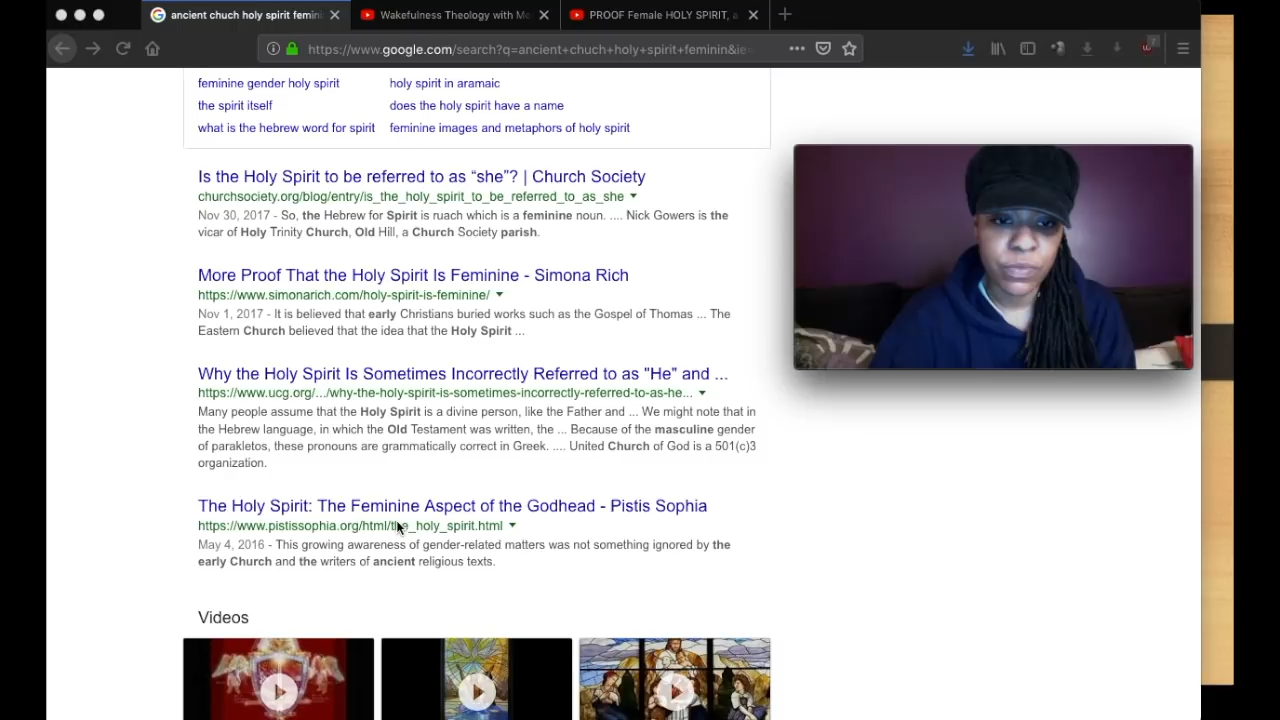 ancient chuch holy spirit femini
Wakefulness Theology with Me
PROOF Female HOLY SPIRIT, a
https://www.google.com/search?q=ancient+chuch+holy+spirit+feminin&ie=
7
feminine gender holy spirit
holy spirit in aramaic
the spirit itself
does the holy spirit have a name
what is the hebrew word for spirit
feminine images and metaphors of holy spirit
Is the Holy Spirit to be referred to as “she”? | Church Society
churchsociety.org/blog/entry/is_the_holy_spirit_to_be_referred_to_as_she
Nov 30, 2017 - So, the Hebrew for Spirit is ruach which is a feminine noun. .... Nick Gowers is the
vicar of Holy Trinity Church, Old Hill, a Church Society parish.
More Proof That the Holy Spirit Is Feminine - Simona Rich
https://www.simonarich.com/holy-spirit-is-feminine/
Nov 1, 2017 - It is believed that early Christians buried works such as the Gospel of Thomas ... The
Eastern Church believed that the idea that the Holy Spirit ...
Why the Holy Spirit Is Sometimes Incorrectly Referred to as "He" and ...
https://www.ucg.org/.../why-the-holy-spirit-is-sometimes-incorrectly-referred-to-as-he...
Many people assume that the Holy Spirit is a divine person, like the Father and ... We might note that in
the Hebrew language, in which the Old Testament was written, the ... Because of the masculine gender
of parakletos, these pronouns are grammatically correct in Greek. .... United Church of God is a 501(c)3
organization.
The Holy Spirit: The Feminine Aspect of the Godhead - Pistis Sophia
https://www.pistissophia.org/html/the_holy_spirit.html
May 4, 2016 - This growing awareness of gender-related matters was not something ignored by the
early Church and the writers of ancient religious texts.
Videos